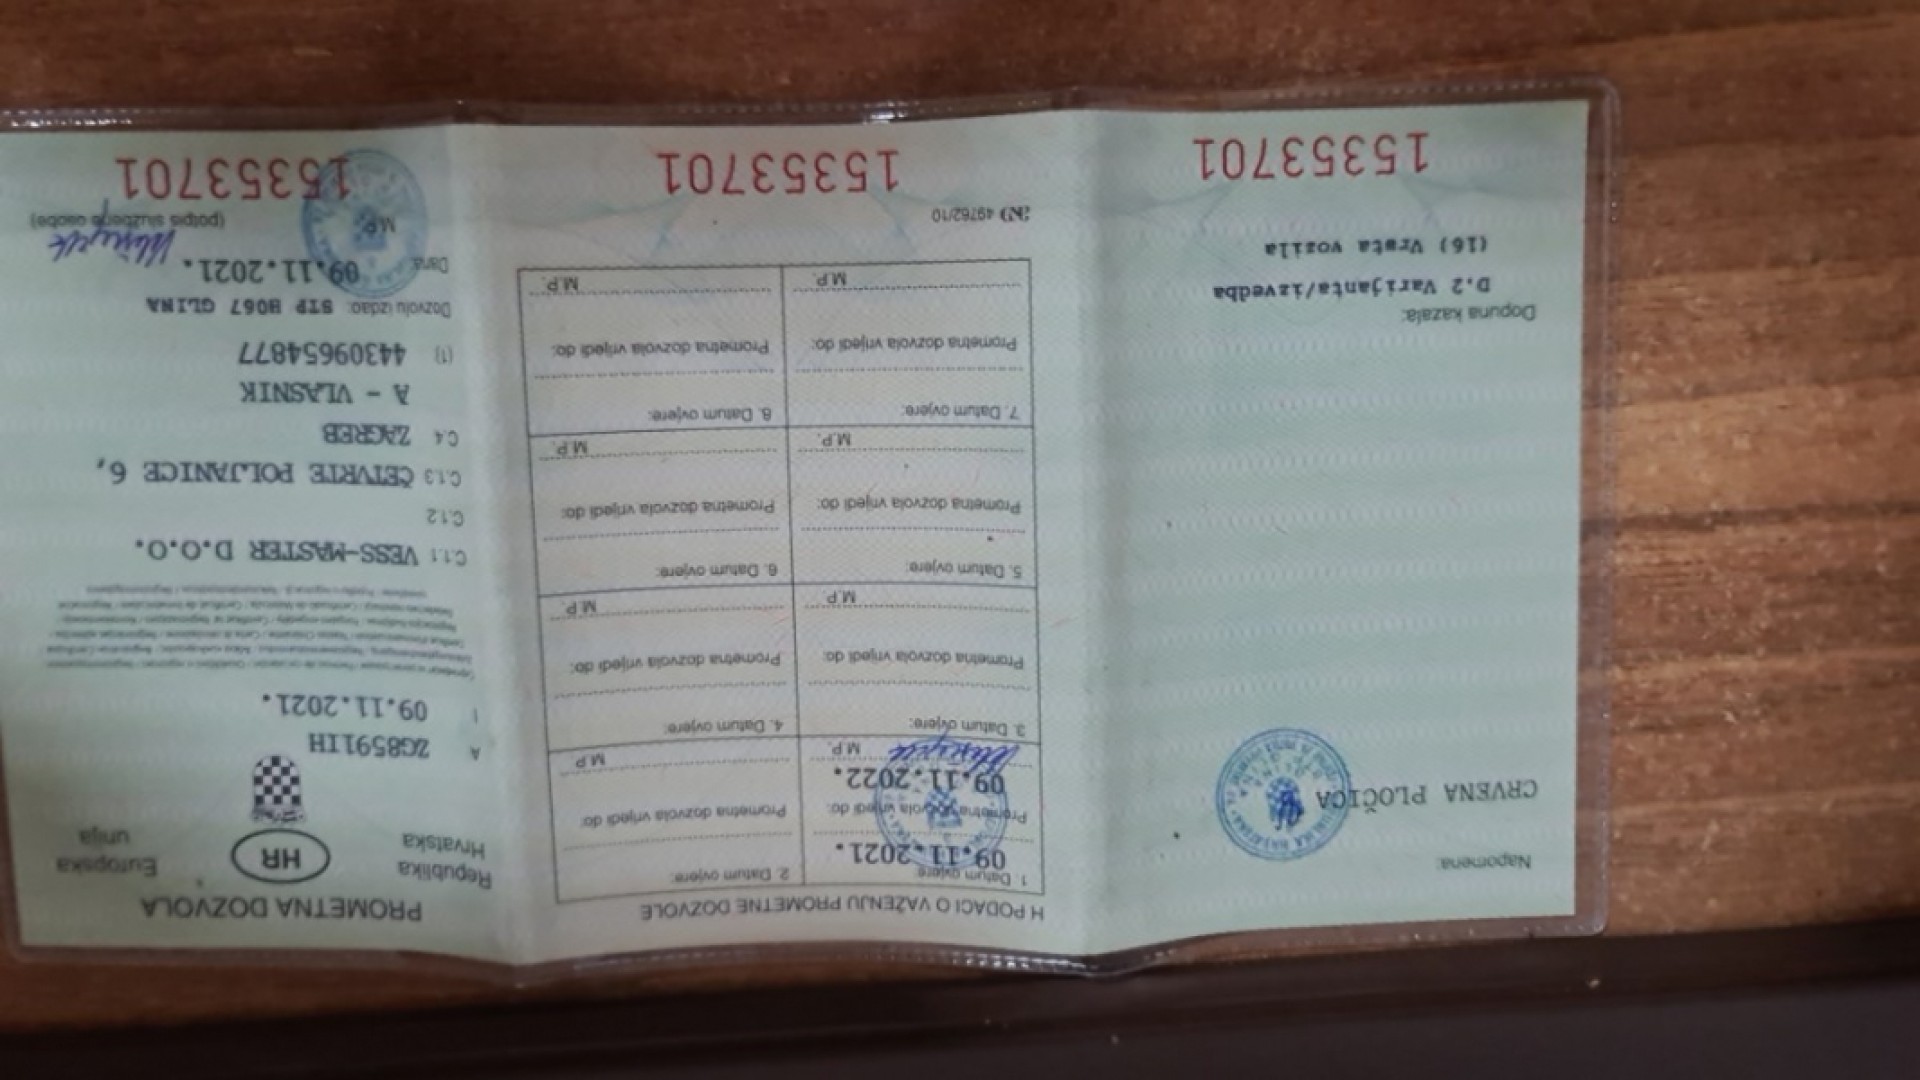 PROMETNA DOZVOLA
Republika
Hrvatska
HR
Europska
unija
A ZG8591IH
I 09.11.2021.
C.1.1 VESS-MASTER D.O.O.
C.1.2
C.1.3 ČETVRTE POLJANICE 6,
C.4 ZAGREB
A - VLASNIK
(1) 44309654877
Dozvolu izdao: STP H067 GLINA
Dana 09.11.2021.
M.P.
(potpis službene osobe)
15353701
H PODACI O VAŽENJU PROMETNE DOZVOLE
1. Datum ovjere:
09.11.2021.
Prometna dozvola vrijedi do:
09.11.2022.
M.P.
2. Datum ovjere:
Prometna dozvola vrijedi do:
M.P.
3. Datum ovjere:
Prometna dozvola vrijedi do:
M.P.
4. Datum ovjere:
Prometna dozvola vrijedi do:
M.P.
5. Datum ovjere:
Prometna dozvola vrijedi do:
M.P.
6. Datum ovjere:
Prometna dozvola vrijedi do:
M.P.
7. Datum ovjere:
Prometna dozvola vrijedi do:
M.P.
8. Datum ovjere:
Prometna dozvola vrijedi do:
M.P.
49762/10
15353701
Napomena:
CRVENA PLOČICA
Dopuna kazala:
D.2 Varijanta/izvedba
(16) Vrata vozila
15353701